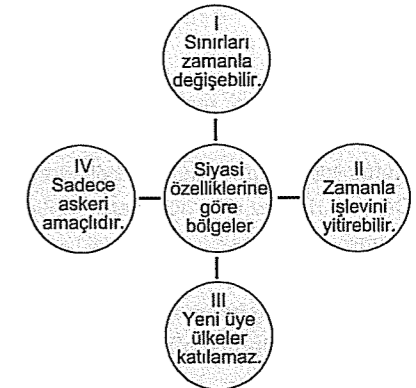 I
Sınırları
zamanla
değişebilir.
IV
Sadece
askeri
amaçlıdır.
Siyasi
özelliklerine
göre
bölgeler
II
Zamanla
işlevini
yitirebilir.
III
Yeni üye
ülkeler
katılamaz.